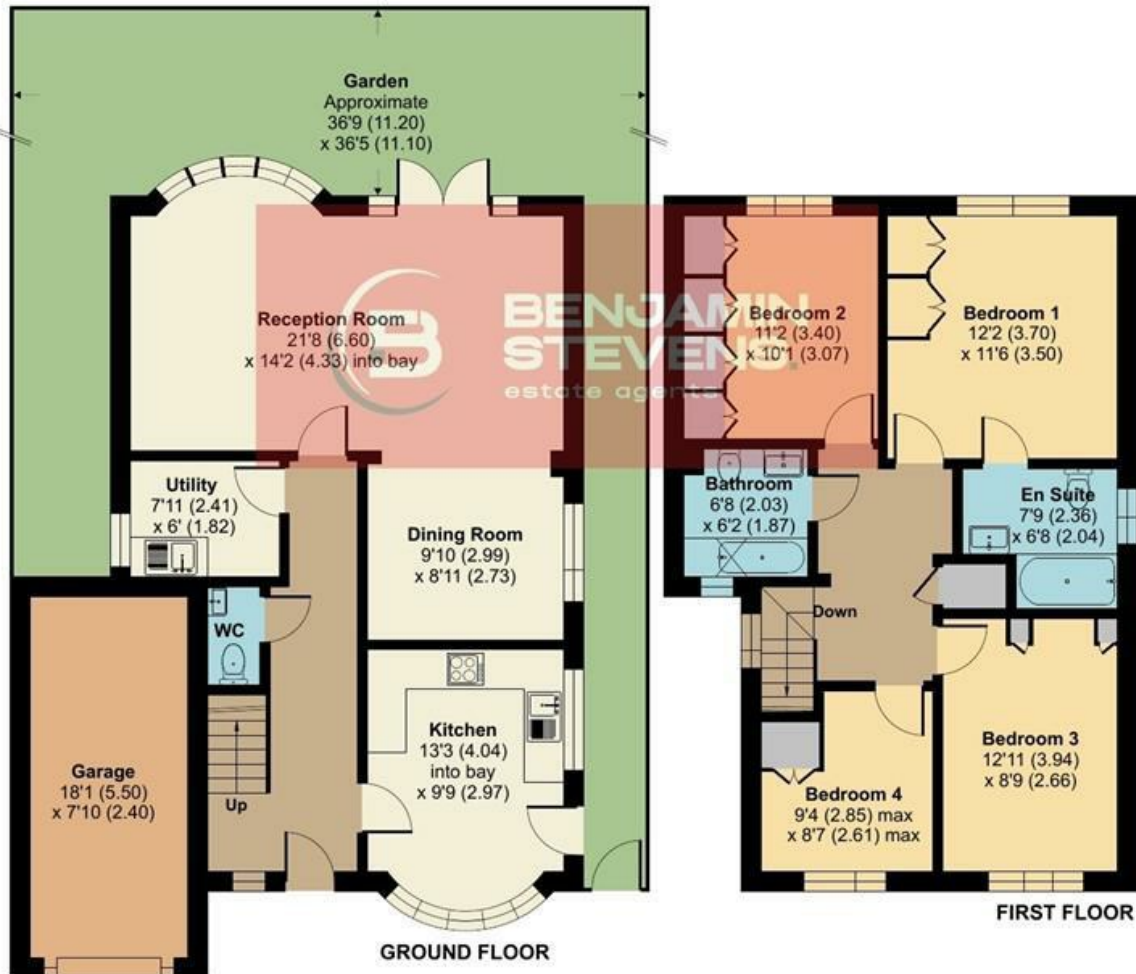 Garden
Approximate
36'9 (11.20)
x 36'5 (11.10)
Reception Room
21'8 (6.60)
x 14'2 (4.33) into bay
B
BENJAMIN
STEVENS.
estate agents
Utility
7'11 (2.41)
x 6' (1.82)
Dining Room
9'10 (2.99)
x 8'11 (2.73)
WC
Kitchen
13'3 (4.04)
into bay
x 9'9 (2.97)
Garage
18'1 (5.50)
x 7'10 (2.40)
Up
GROUND FLOOR
Bedroom 2
11'2 (3.40)
x 10'1 (3.07)
Bedroom 1
12'2 (3.70)
x 11'6 (3.50)
Bathroom
6'8 (2.03)
x 6'2 (1.87)
En Suite
7'9 (2.36)
x 6'8 (2.04)
Down
Bedroom 3
12'11 (3.94)
x 8'9 (2.66)
Bedroom 4
9'4 (2.85) max
x 8'7 (2.61) max
FIRST FLOOR